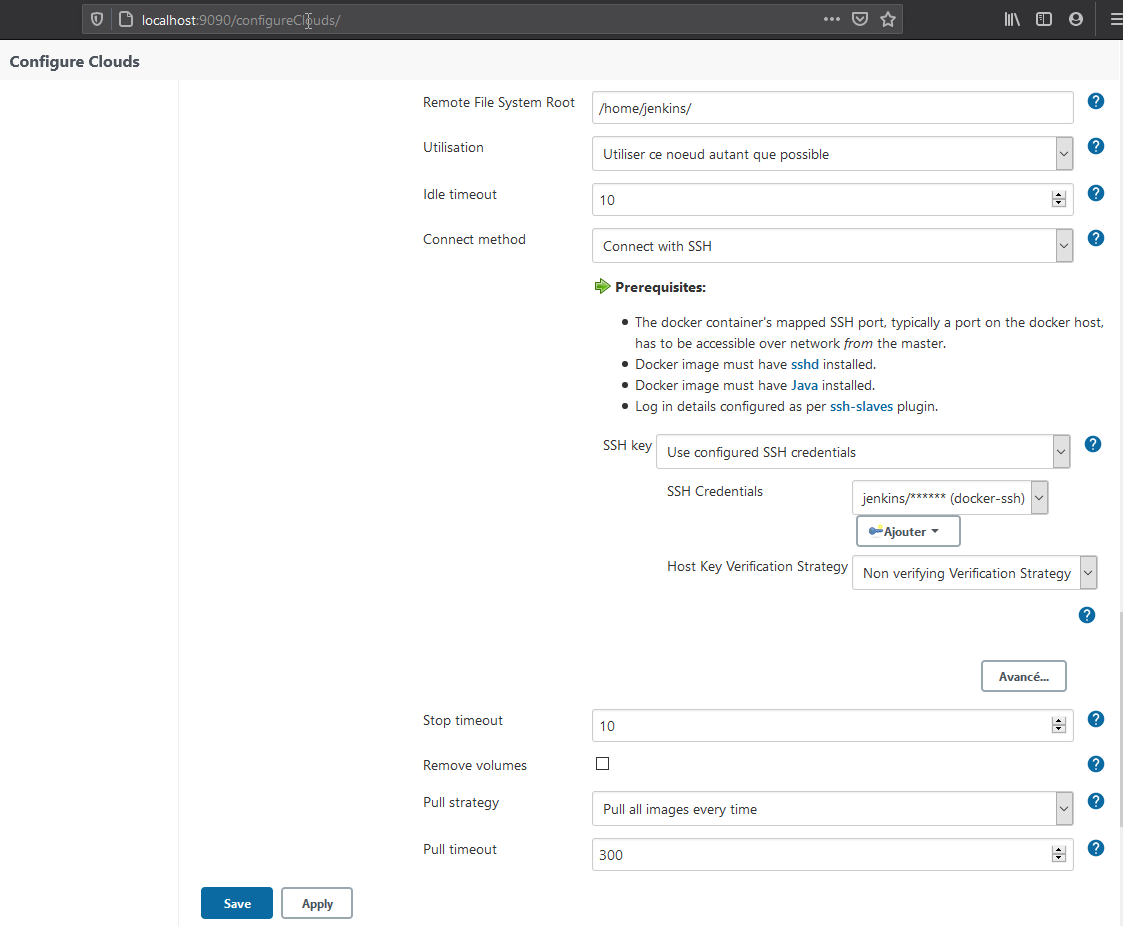 localhost:9090/configureClouds/
Configure Clouds
Remote File System Root
/home/jenkins/
Utilisation
Utiliser ce noeud autant que possible
Idle timeout
10
Connect method
Connect with SSH
Prerequisites:
The docker container's mapped SSH port, typically a port on the docker host,
has to be accessible over network from the master.
Docker image must have sshd installed.
Docker image must have Java installed.
Log in details configured as per ssh-slaves plugin.
SSH key
Use configured SSH credentials
SSH Credentials
jenkins/****** (docker-ssh)
Ajouter
Host Key Verification Strategy
Non verifying Verification Strategy
Avancé...
Stop timeout
10
Remove volumes
Pull strategy
Pull all images every time
Pull timeout
300
Save
Apply